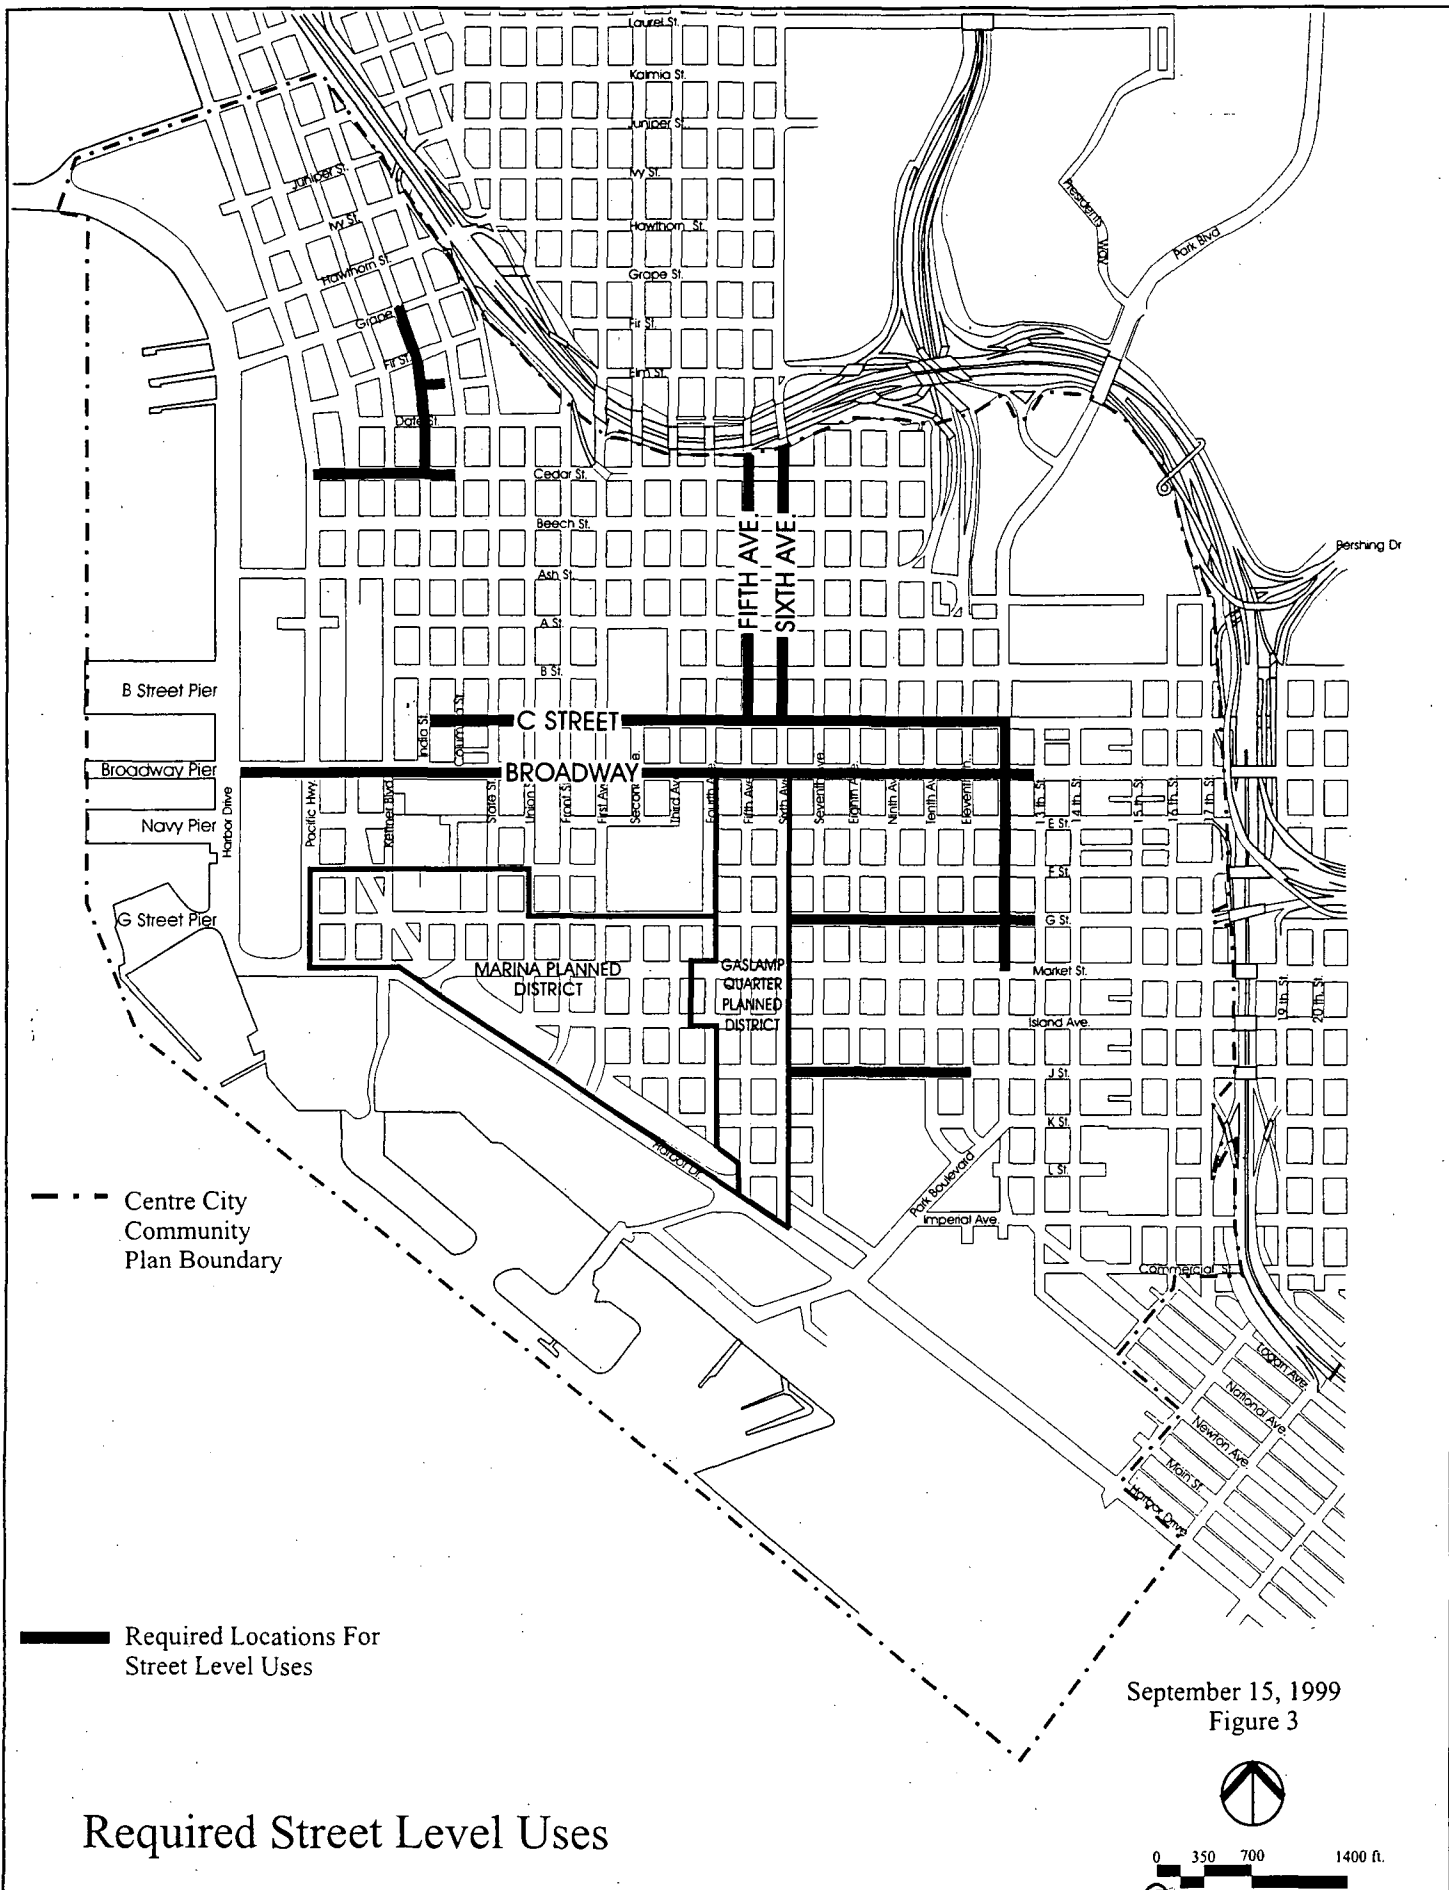 Laurel St.
Kalmia St.
Juniper St.
Ivy St.
Hawthorn St.
Grape St.
Fir St.
Elm St.
Juniper St.
Ivy St.
Hawthorn St.
Grape
Fir St.
Date St.
Presidents Way
Park Blvd
Pershing Dr
Cedar St.
Beech St.
Ash St.
A St.
B St.
FIFTH AVE.
SIXTH AVE.
B Street Pier
C STREET
India St.
Columbia St.
Broadway Pier
BROADWAY
Navy Pier
Harbor Drive
Pacific Hwy.
Kettner Blvd.
State St.
Union St.
Front St.
First Ave.
Second Ave.
Third Ave.
Fourth Ave.
Fifth Ave.
Sixth Ave.
Seventh Ave.
Eighth Ave.
Ninth Ave.
Tenth Ave.
Eleventh
13 th. St.
14 th. St.
15 th. St.
16 th. St.
17 th. St.
E St.
F St.
G St.
G Street Pier
MARINA PLANNED
DISTRICT
GASLAMP
QUARTER
PLANNED
DISTRICT
Market St.
19 th. St.
20 th. St.
Island Ave.
J St.
K St.
L St.
Harbor Dr.
Park Boulevard
Imperial Ave.
Commercial St.
Logan Ave.
National Ave.
Newton Ave.
Main St.
Harbor Drive
Centre City
Community
Plan Boundary
Required Locations For
Street Level Uses
September 15, 1999
Figure 3
Required Street Level Uses
0 350 700 1400 ft.